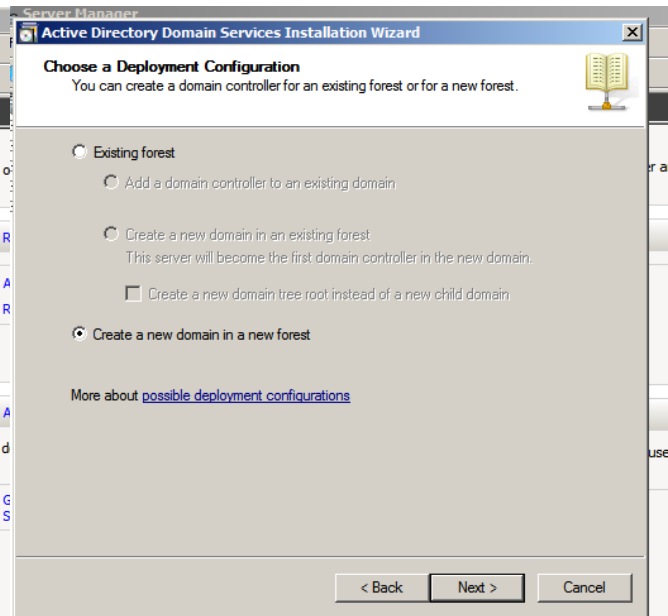 Server Manager
Active Directory Domain Services Installation Wizard
Choose a Deployment Configuration
You can create a domain controller for an existing forest or for a new forest.
Existing forest
Add a domain controller to an existing domain
Create a new domain in an existing forest
This server will become the first domain controller in the new domain.
Create a new domain tree root instead of a new child domain
Create a new domain in a new forest
More about possible deployment configurations
< Back
Next >
Cancel